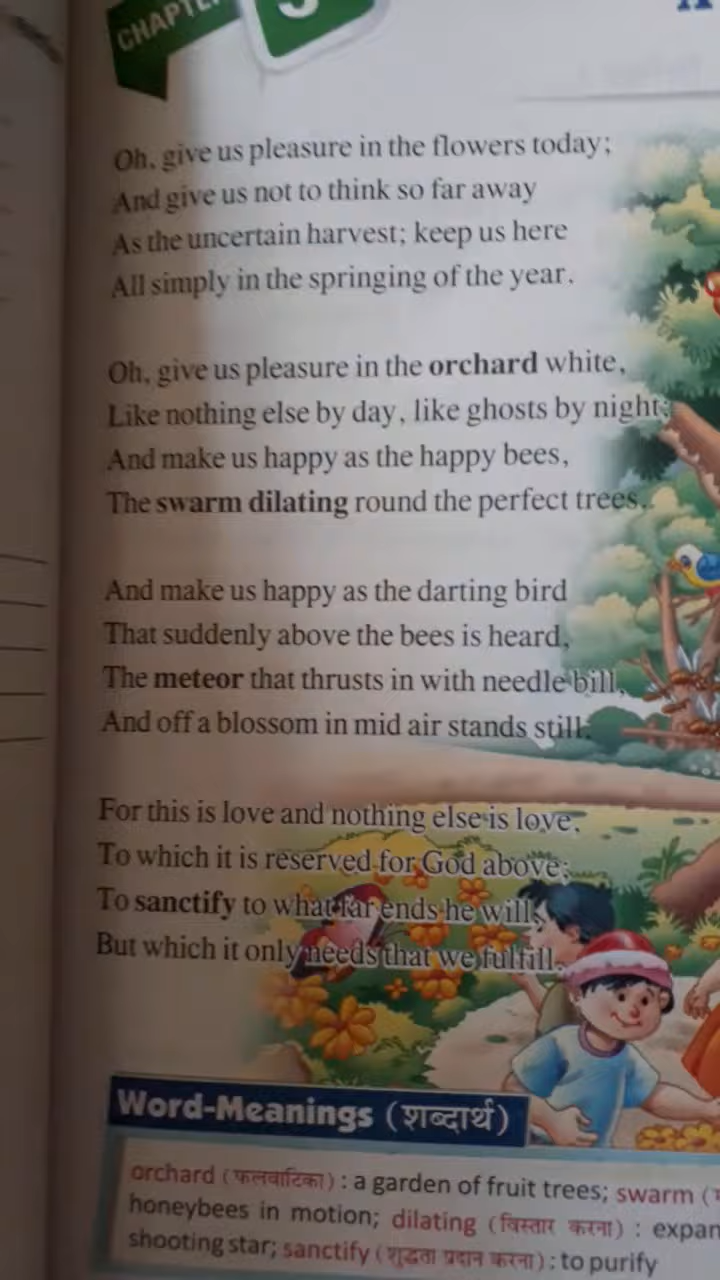 CHAPTER
Oh, give us pleasure in the flowers today;
And give us not to think so far away
As the uncertain harvest; keep us here
All simply in the springing of the year.
Oh, give us pleasure in the orchard white,
Like nothing else by day, like ghosts by night;
And make us happy as the happy bees,
The swarm dilating round the perfect trees.
And make us happy as the darting bird
That suddenly above the bees is heard,
The meteor that thrusts in with needle bill,
And off a blossom in mid air stands still.
For this is love and nothing else is love,
To which it is reserved for God above;
To sanctify to what far ends he will,
But which it only needs that we fulfill.
Word-Meanings (शब्दार्थ)
orchard (फलवाटिका) : a garden of fruit trees; swarm (
honeybees in motion; dilating (विस्तार करना) : expan
shooting star; sanctify (शुद्धता प्रदान करना) : to purify